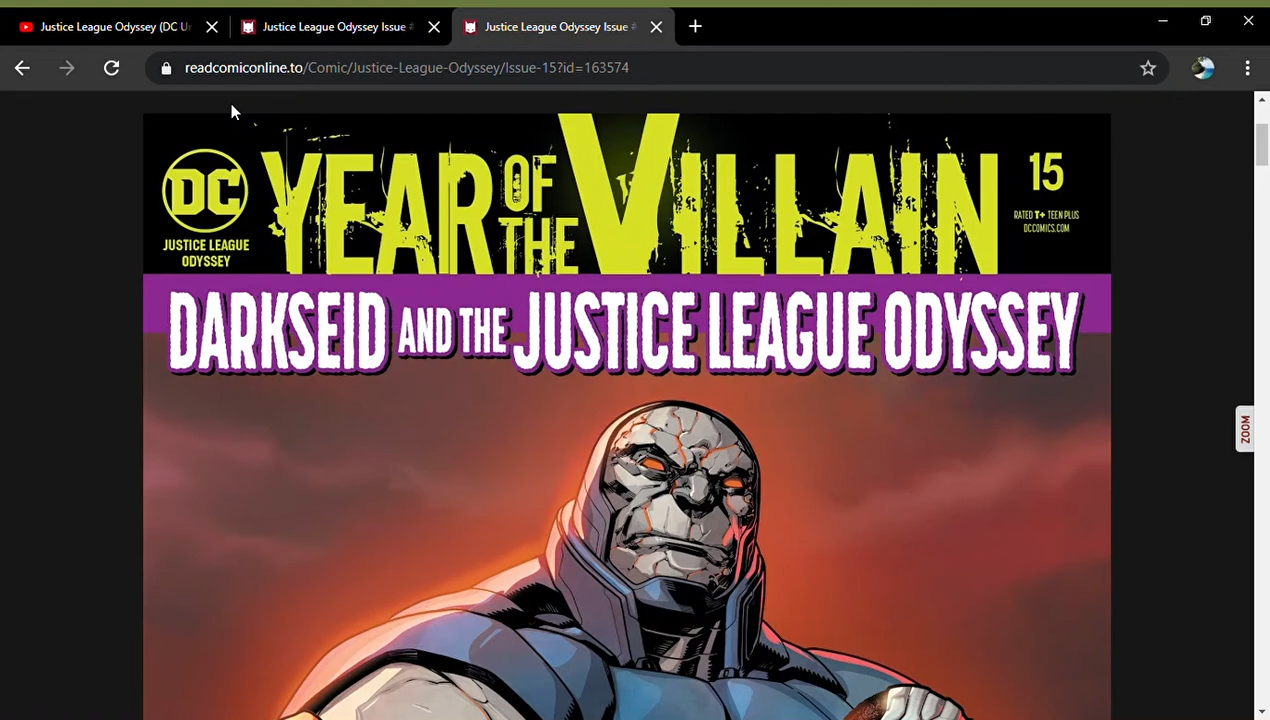 Justice League Odyssey (DC Un
Justice League Odyssey Issue #
Justice League Odyssey Issue #
readcomiconline.to/Comic/Justice-League-Odyssey/Issue-15?id=163574
DC
JUSTICE LEAGUE
ODYSSEY
YEAR OF THE VILLAIN
15
RATED T+ TEEN PLUS
DCCOMICS.COM
DARKSEID AND THE JUSTICE LEAGUE ODYSSEY
ZOOM